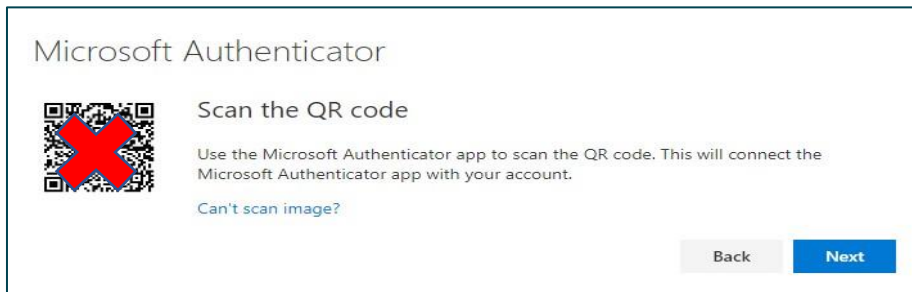 Microsoft Authenticator
Scan the QR code
Use the Microsoft Authenticator app to scan the QR code. This will connect the
Microsoft Authenticator app with your account.
Can't scan image?
Back
Next